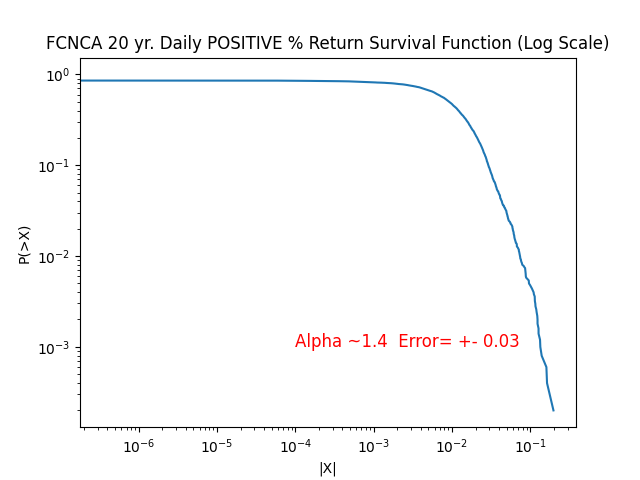 FCNCA 20 yr. Daily POSITIVE % Return Survival Function (Log Scale)
10⁰
10⁻¹
10⁻²
10⁻³
P(>X)
Alpha ~1.4  Error= +- 0.03
10⁻⁶ 10⁻⁵ 10⁻⁴ 10⁻³ 10⁻² 10⁻¹
|X|